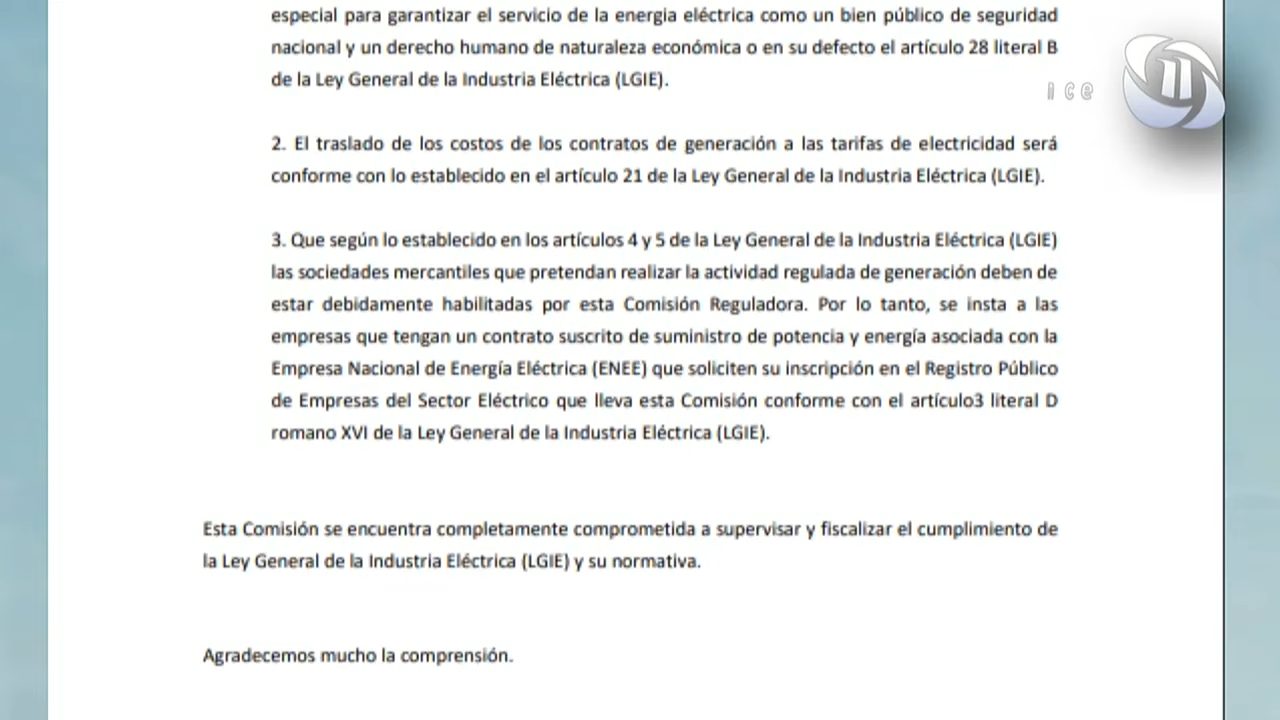 especial para garantizar el servicio de la energia eléctrica como un bien público de seguridad
nacional y un derecho humano de naturaleza económica o en su defecto el artículo 28 literal B
de la Ley General de la Industria Eléctrica (LGIE).
ice
2. El traslado de los costos de los contratos de generación a las tarifas de electricidad será
conforme con lo establecido en el artículo 21 de la Ley General de la Industria Eléctrica (LGIE).
3. Que según lo establecido en los artículos 4 y 5 de la Ley General de la Industria Eléctrica (LGIE)
las sociedades mercantiles que pretendan realizar la actividad regulada de generación deben de
estar debidamente habilitadas por esta Comisión Reguladora. Por lo tanto, se insta a las
empresas que tengan un contrato suscrito de suministro de potencia y energía asociada con la
Empresa Nacional de Energía Eléctrica (ENEE) que soliciten su inscripción en el Registro Público
de Empresas del Sector Eléctrico que lleva esta Comisión conforme con el artículo3 literal D
romano XVI de la Ley General de la Industria Eléctrica (LGIE).
Esta Comisión se encuentra completamente comprometida a supervisar y fiscalizar el cumplimiento de
la Ley General de la Industria Eléctrica (LGIE) y su normativa.
Agradecemos mucho la comprensión.